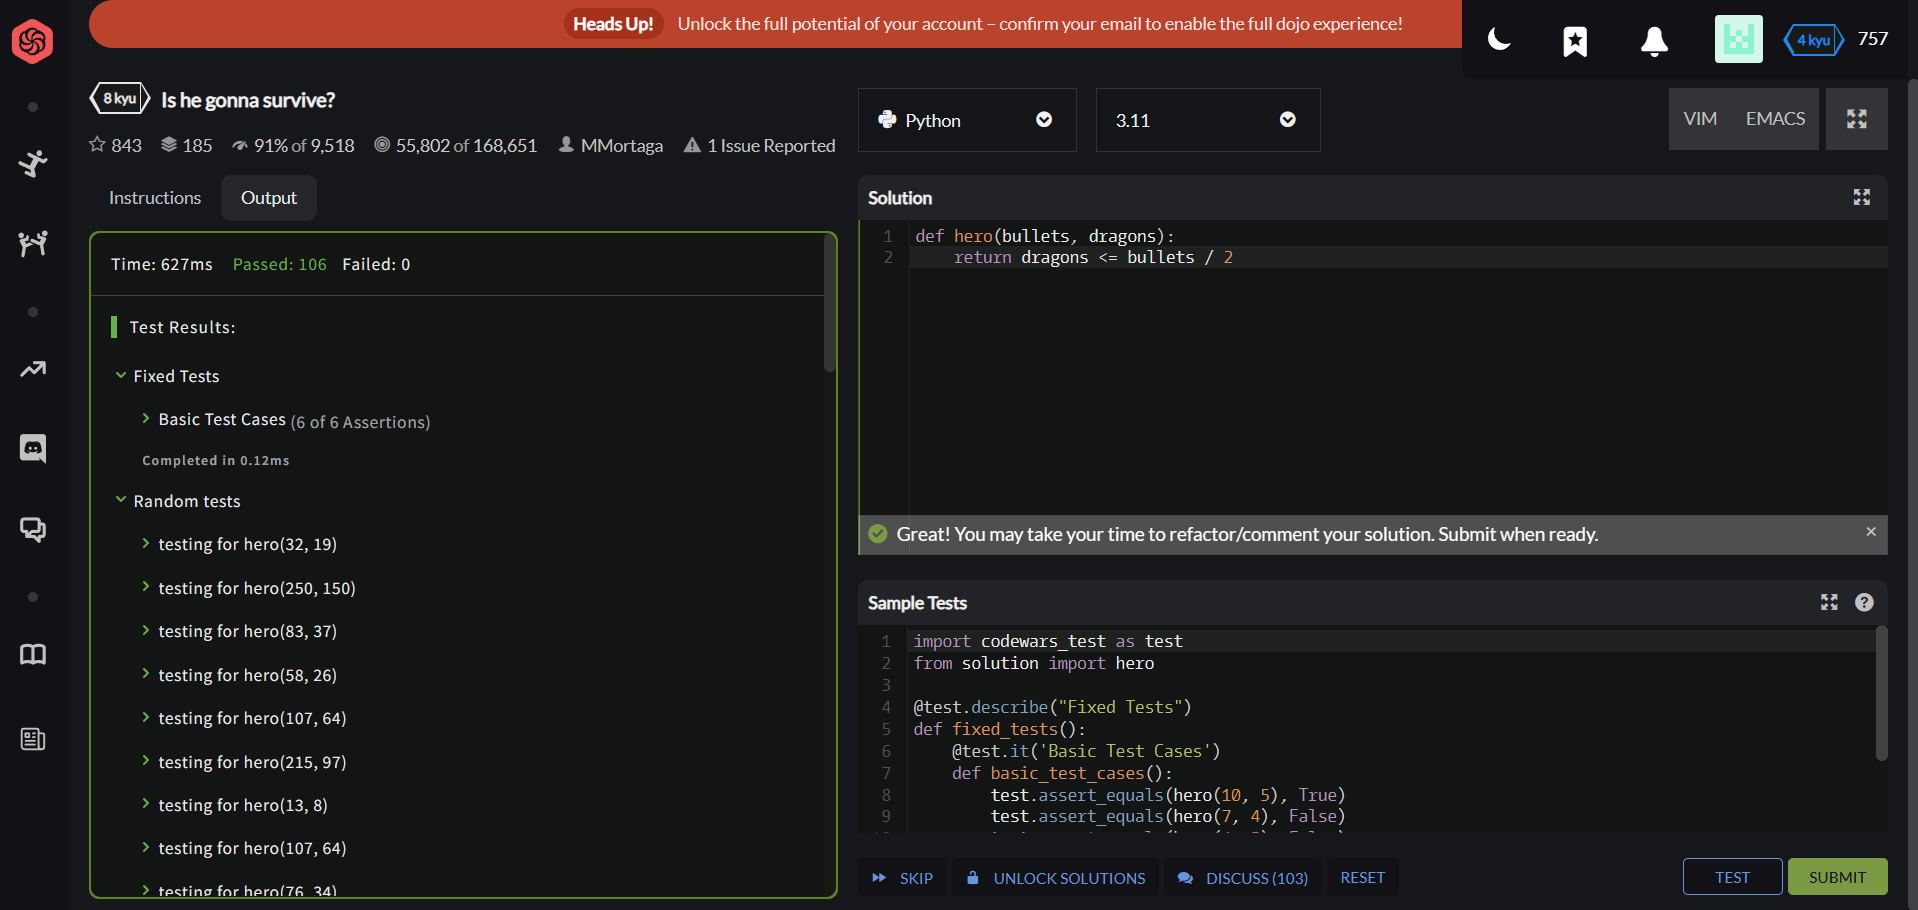 Heads Up! Unlock the full potential of your account – confirm your email to enable the full dojo experience!
4 kyu 757
8 kyu Is he gonna survive?
843 185 91% of 9,518 55,802 of 168,651 MMortaga 1 Issue Reported
Python 3.11 VIM EMACS
Instructions Output
Time: 627ms Passed: 106 Failed: 0
Test Results:
Fixed Tests
Basic Test Cases (6 of 6 Assertions)
Completed in 0.12ms
Random tests
testing for hero(32, 19)
testing for hero(250, 150)
testing for hero(83, 37)
testing for hero(58, 26)
testing for hero(107, 64)
testing for hero(215, 97)
testing for hero(13, 8)
testing for hero(107, 64)
testing for hero(76, 34)
Solution
1 def hero(bullets, dragons):
2 return dragons <= bullets / 2
Great! You may take your time to refactor/comment your solution. Submit when ready.
Sample Tests
1 import codewars_test as test
2 from solution import hero
3
4 @test.describe("Fixed Tests")
5 def fixed_tests():
6 @test.it('Basic Test Cases')
7 def basic_test_cases():
8 test.assert_equals(hero(10, 5), True)
9 test.assert_equals(hero(7, 4), False)
SKIP UNLOCK SOLUTIONS DISCUSS (103) RESET TEST SUBMIT